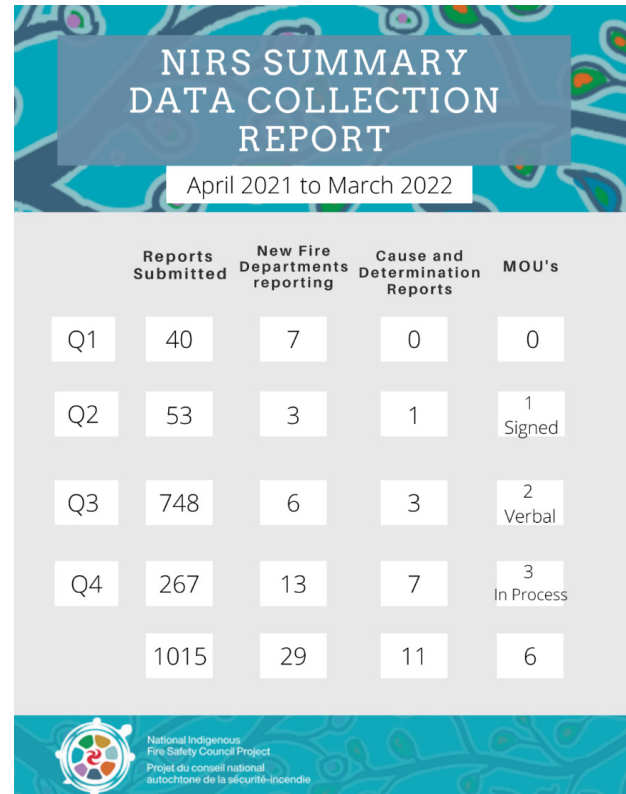 NIRS SUMMARY
DATA COLLECTION
REPORT
April 2021 to March 2022
Reports
Submitted
New Fire
Departments
reporting
Cause and
Determination
Reports
MOU's
Q1 40 7 0 0
Q2 53 3 1 1
Signed
Q3 748 6 3 2
Verbal
Q4 267 13 7 3
In Process
1015 29 11 6
National Indigenous
Fire Safety Council Project
Projet du conseil national
autochtone de la sécurité-incendie